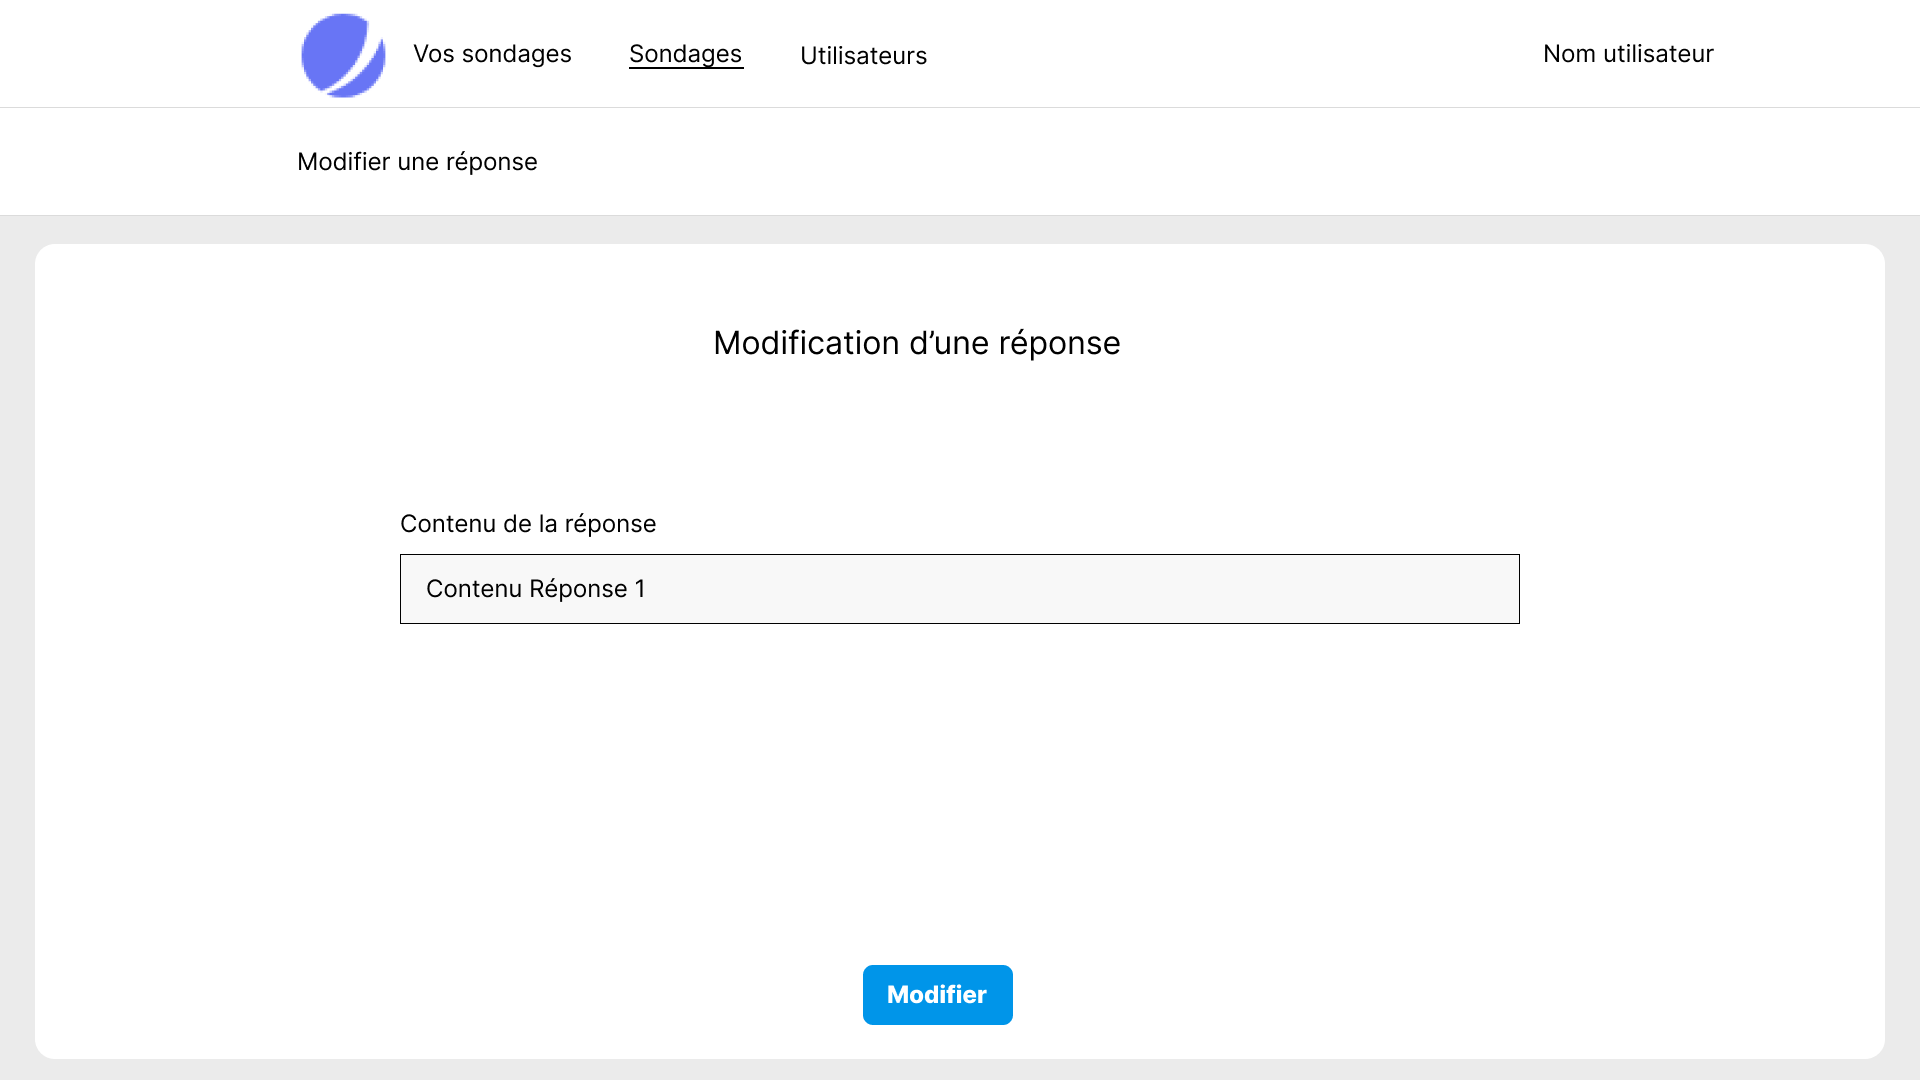 Vos sondages
Sondages
Utilisateurs
Nom utilisateur
Modifier une réponse
Modification d’une réponse
Contenu de la réponse
Contenu Réponse 1
Modifier